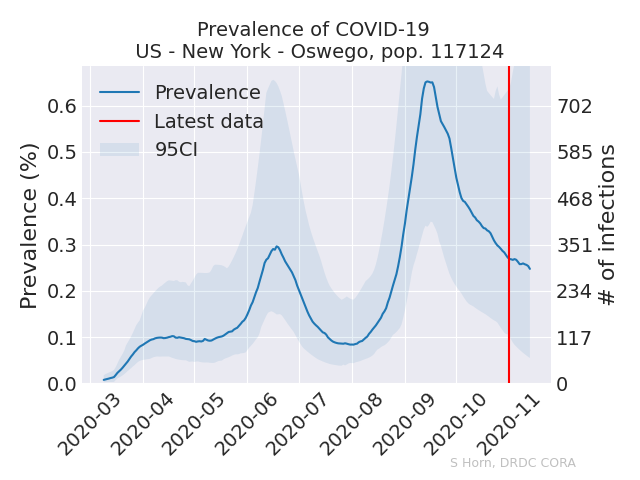 Prevalence of COVID-19
US - New York - Oswego, pop. 117124
Prevalence
Latest data
95CI
Prevalence (%)
0.6
0.5
0.4
0.3
0.2
0.1
0.0
702
585
468
351
234
117
0
# of infections
2020-03
2020-04
2020-05
2020-06
2020-07
2020-08
2020-09
2020-10
2020-11
S Horn, DRDC CORA